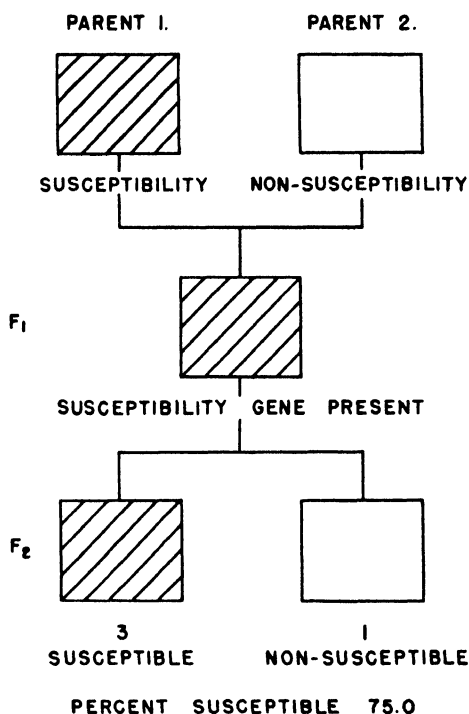 PARENT 1. PARENT 2.
SUSCEPTIBILITY NON-SUSCEPTIBILITY
F1
SUSCEPTIBILITY GENE PRESENT
F2
3 1
SUSCEPTIBLE NON-SUSCEPTIBLE
PERCENT SUSCEPTIBLE 75.0